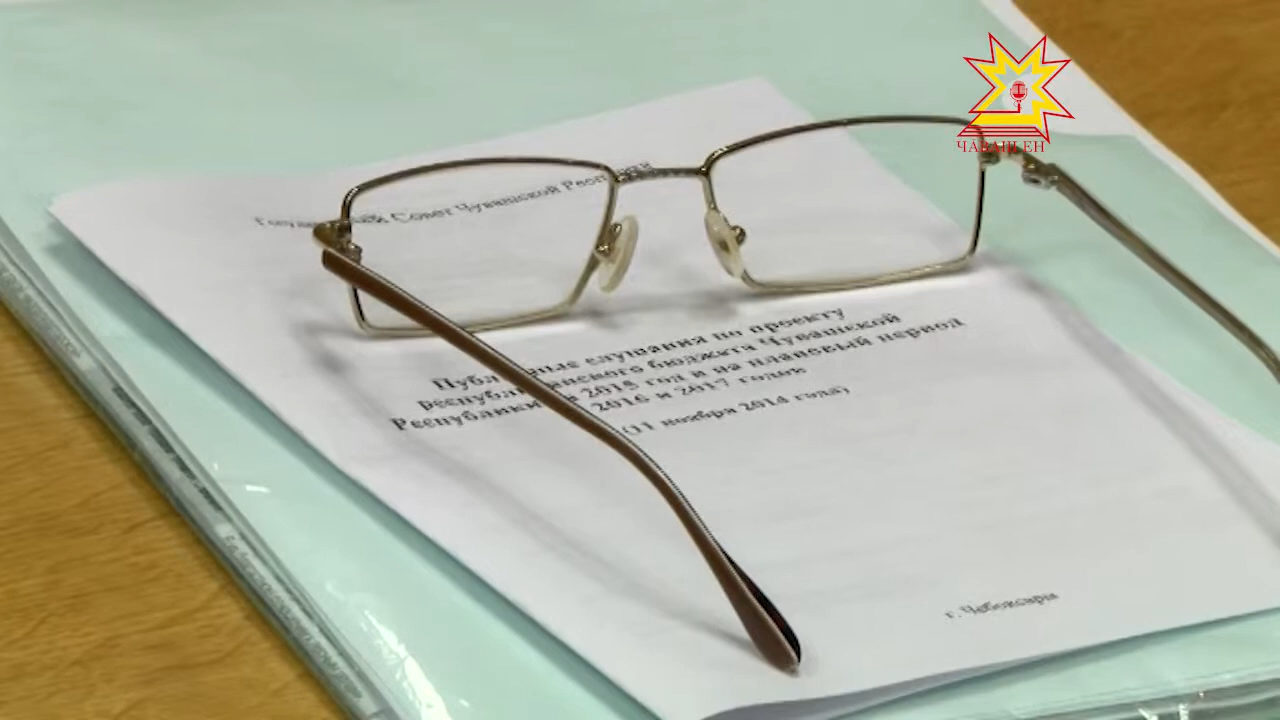 ЧĂВАШ ЕН
Государственный Совет Чувашской Республики
Публичные слушания по проекту
республиканского бюджета Чувашской
Республики на 2015 год и на плановый период
2016 и 2017 годов
(11 ноября 2014 года)
г. Чебоксары